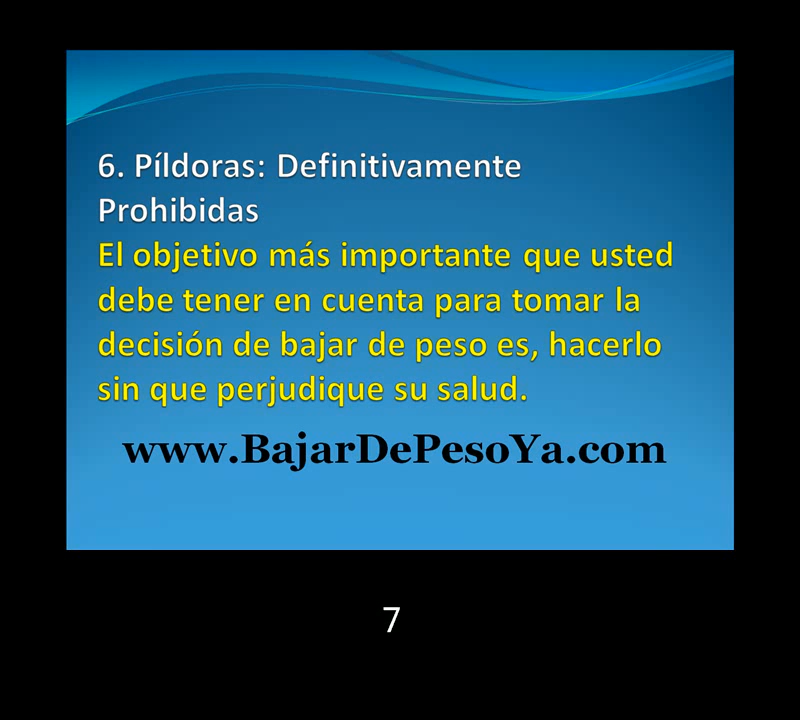 6. Píldoras: Definitivamente
Prohibidas
El objetivo más importante que usted
debe tener en cuenta para tomar la
decisión de bajar de peso es, hacerlo
sin que perjudique su salud.
www.BajarDePesoYa.com
7